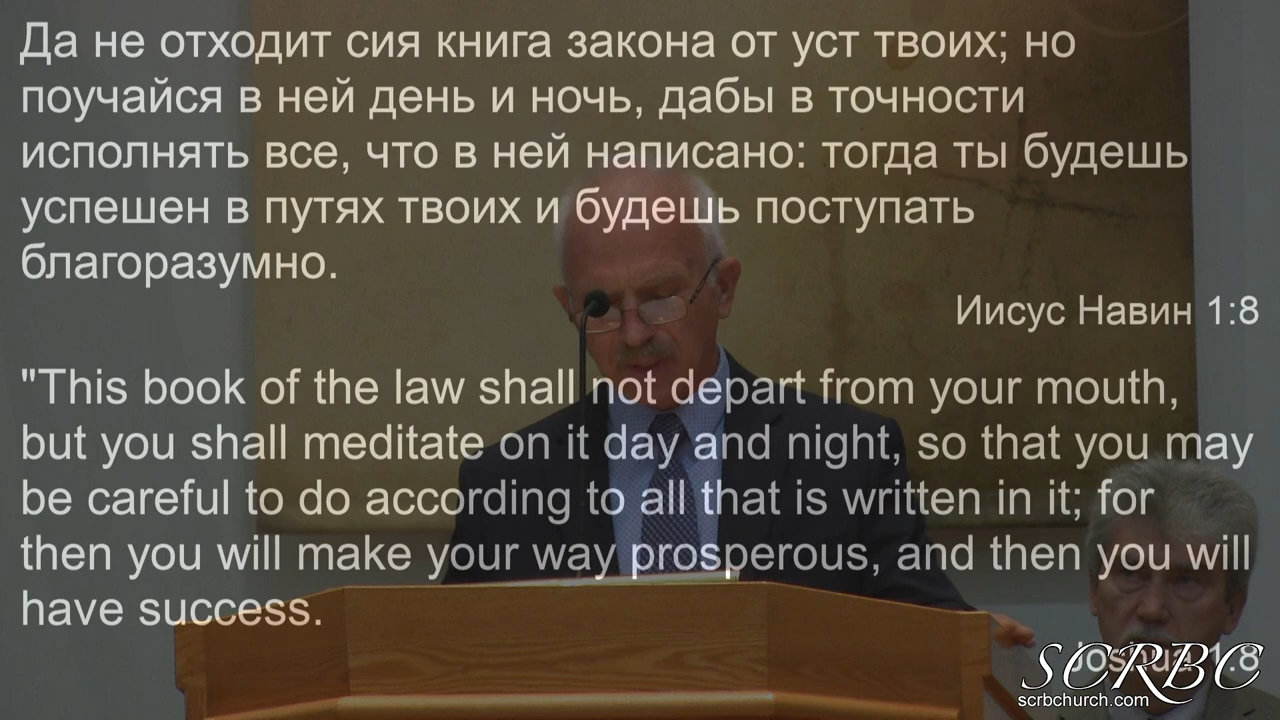 Да не отходит сия книга закона от уст твоих; но
поучайся в ней день и ночь, дабы в точности
исполнять все, что в ней написано: тогда ты будешь
успешен в путях твоих и будешь поступать
благоразумно.
Иисус Навин 1:8
"This book of the law shall not depart from your mouth,
but you shall meditate on it day and night, so that you may
be careful to do according to all that is written in it; for
then you will make your way prosperous, and then you will
have success.
Joshua 1:8
SCRBC
scrbchurch.com